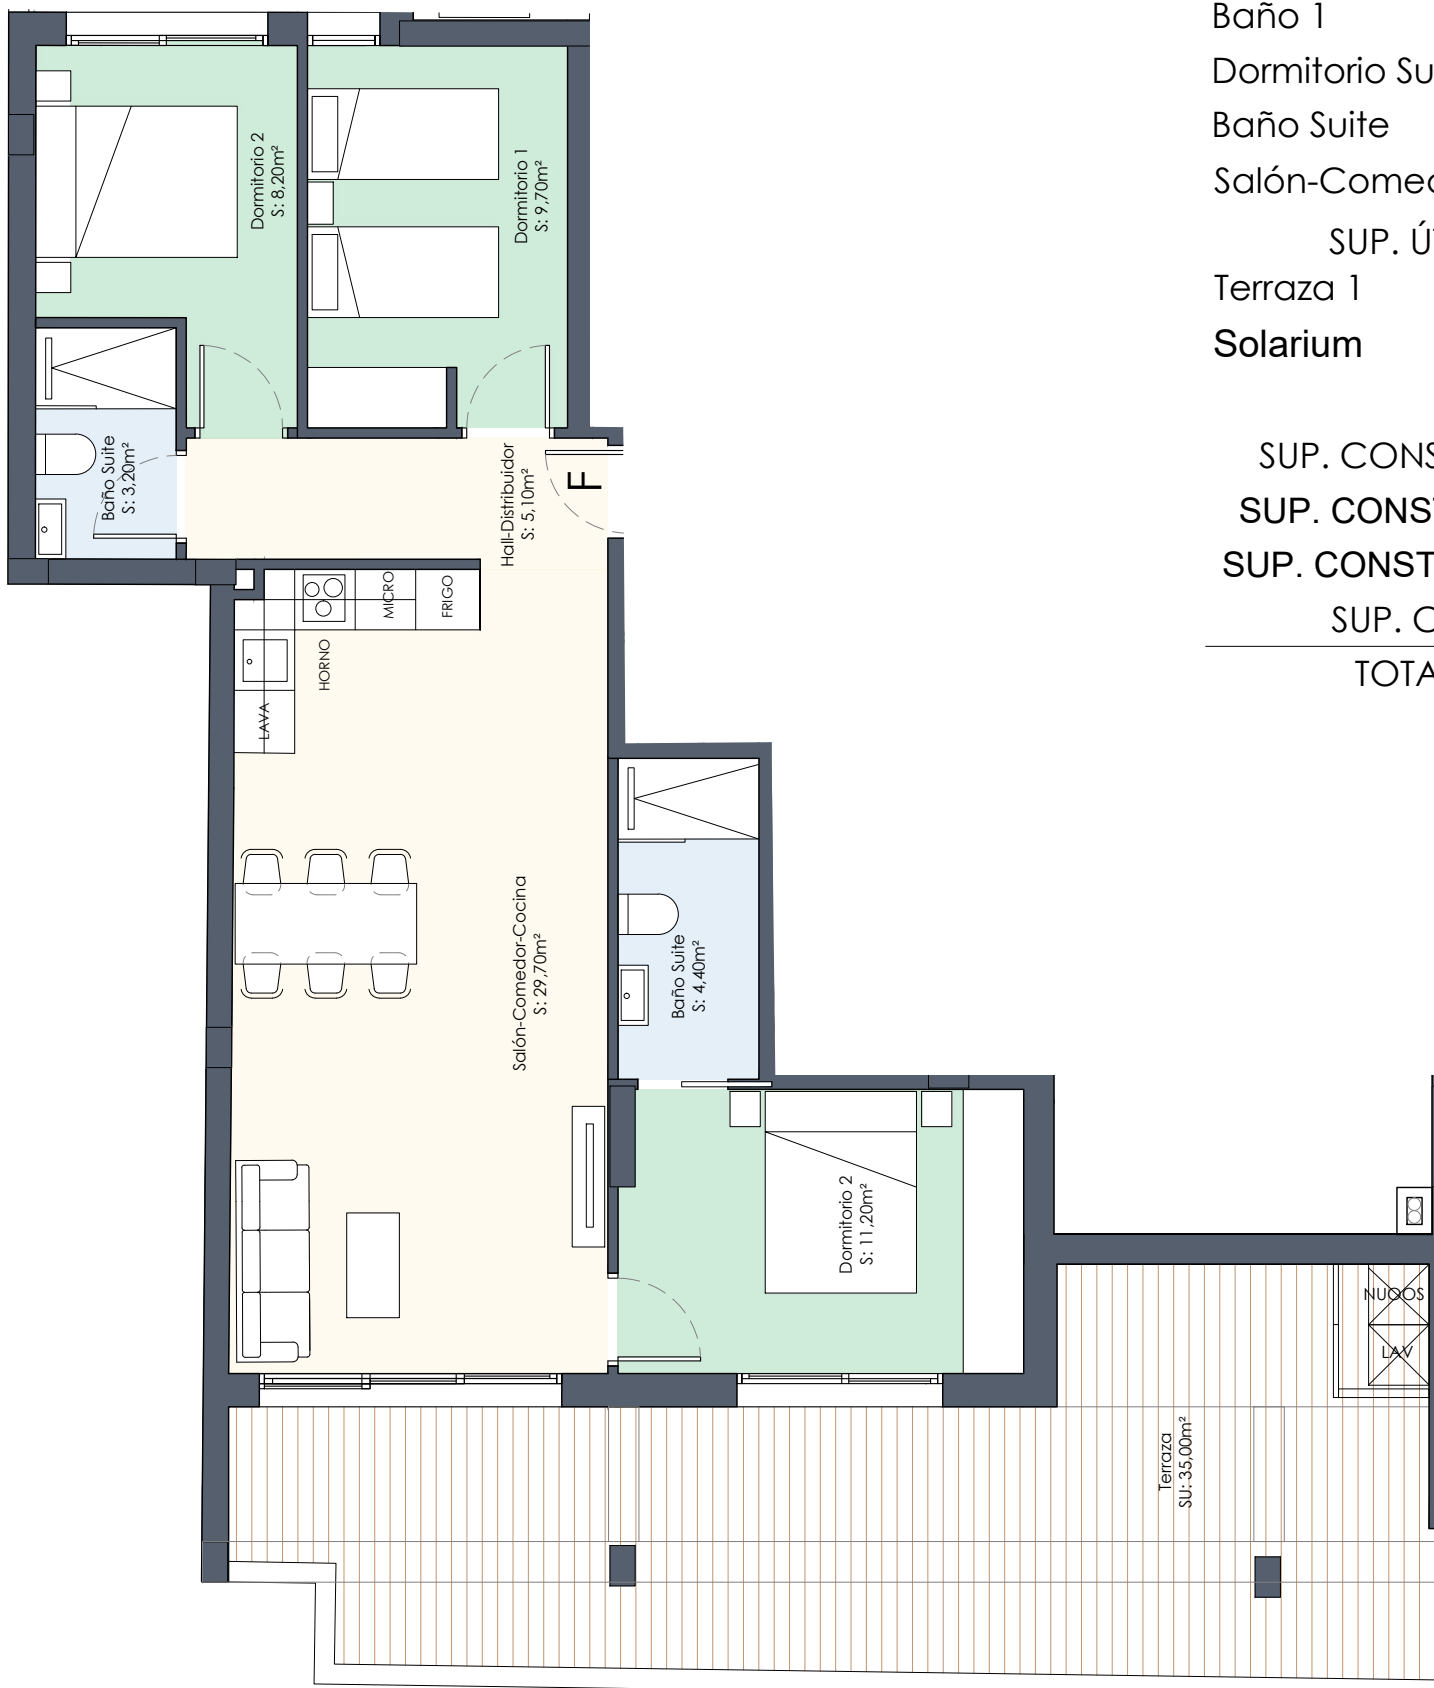 Baño 1
Dormitorio Su
Baño Suite
Salón-Comed
SUP. ÚT
Terraza 1
Solarium
SUP. CONS
SUP. CONST
SUP. CONST
SUP. C
TOTA
Dormitorio 2
S: 8,20m²
Dormitorio 1
S: 9,70m²
Baño Suite
S: 3,20m²
Hall-Distribuidor
S: 5,10m²
F
HORNO
MICRO
FRIGO
LAVA
Salón-Comedor-Cocina
S: 29,70m²
Baño Suite
S: 4,40m²
Dormitorio 2
S: 11,20m²
NUOOS
LAV
Terraza
SU: 35,00m²